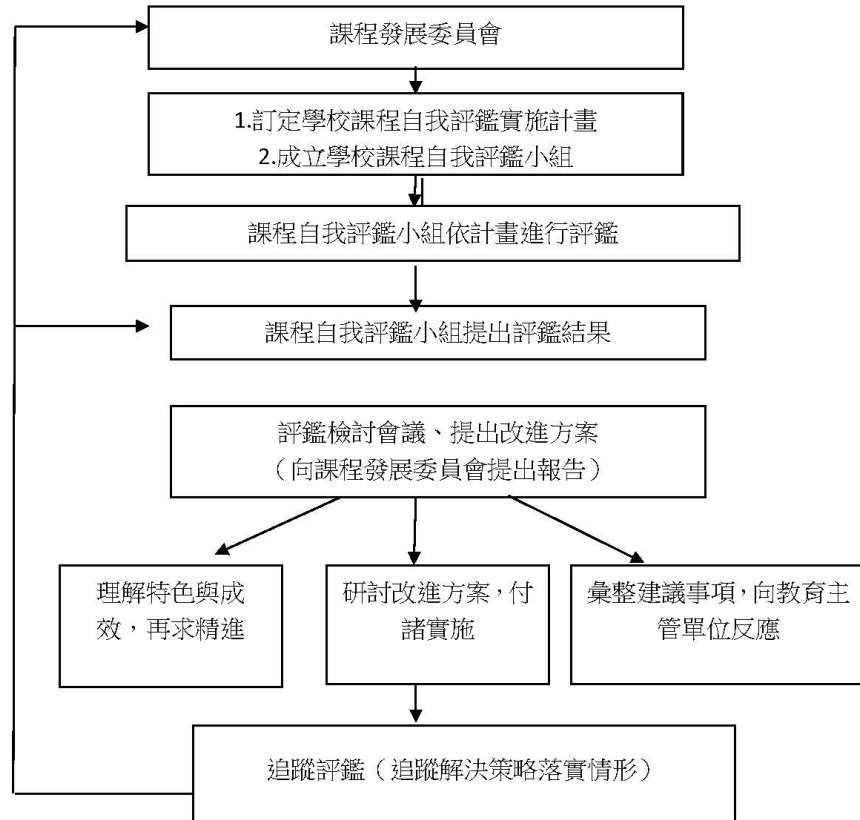 課程發展委員會
1.訂定學校課程自我評鑑實施計畫
2.成立學校課程自我評鑑小組
課程自我評鑑小組依計畫進行評鑑
課程自我評鑑小組提出評鑑結果
評鑑檢討會議、提出改進方案
（向課程發展委員會提出報告）
理解特色與成
效，再求精進
研討改進方案，付
諸實施
彙整建議事項，向教育主
管單位反應
追蹤評鑑（追蹤解決策略落實情形）